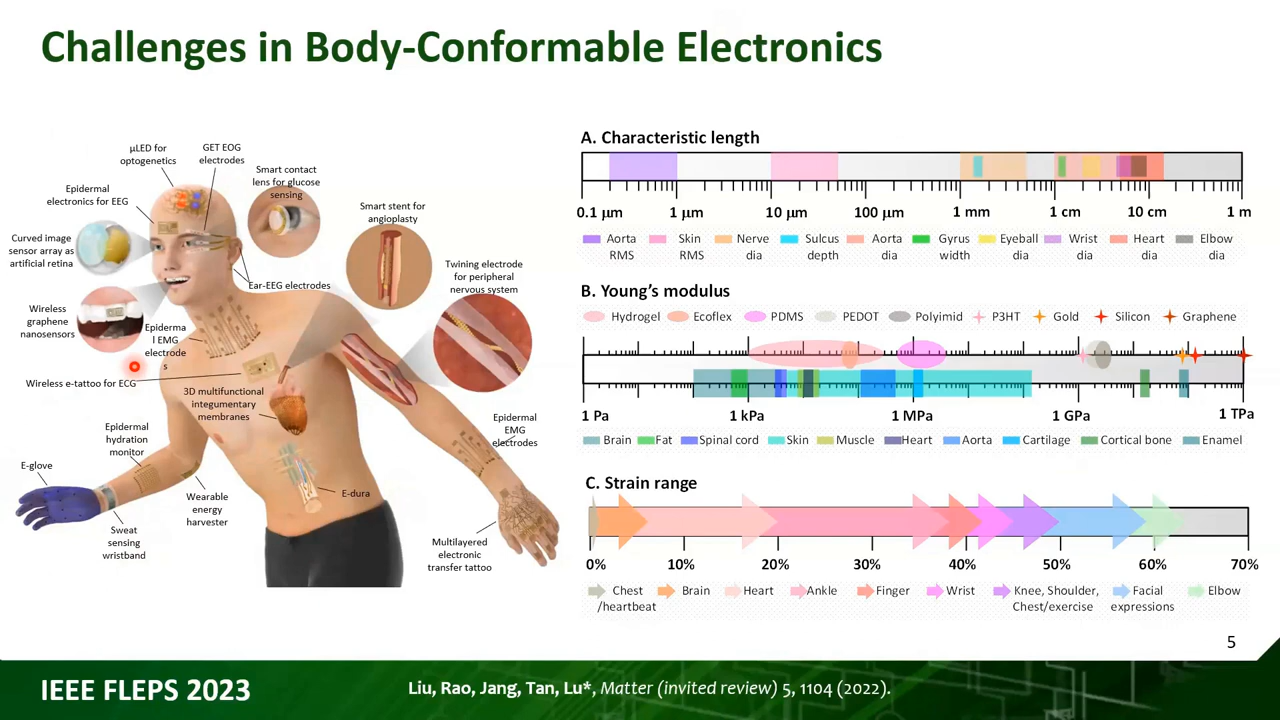 Challenges in Body-Conformable Electronics
µLED for
optogenetics
GET EOG
electrodes
Smart contact
lens for glucose
sensing
Epidermal
electronics for EEG
Smart stent for
angioplasty
Curved image
sensor array as
artificial retina
Ear-EEG electrodes
Twining electrode
for peripheral
nervous system
Wireless
graphene
nanosensors
Epiderma
l EMG
electrode
s
Wireless e-tattoo for ECG
3D multifunctional
integumentary
membranes
Epidermal
EMG
electrodes
Epidermal
hydration
monitor
E-glove
Wearable
energy
harvester
E-dura
Sweat
sensing
wristband
Multilayered
electronic
transfer tattoo
A. Characteristic length
0.1 µm 1 µm 10 µm 100 µm 1 mm 1 cm 10 cm 1 m
Aorta Skin Nerve Sulcus Aorta Gyrus Eyeball Wrist Heart Elbow
RMS RMS dia depth dia width dia dia dia dia
B. Young's modulus
Hydrogel Ecoflex PDMS PEDOT Polyimid P3HT Gold Silicon Graphene
1 Pa 1 kPa 1 MPa 1 GPa 1 TPa
Brain Fat Spinal cord Skin Muscle Heart Aorta Cartilage Cortical bone Enamel
C. Strain range
0% 10% 20% 30% 40% 50% 60% 70%
Chest Brain Heart Ankle Finger Wrist Knee, Shoulder, Facial Elbow
/heartbeat Chest/exercise expressions
5
IEEE FLEPS 2023
Liu, Rao, Jang, Tan, Lu*, Matter (invited review) 5, 1104 (2022).